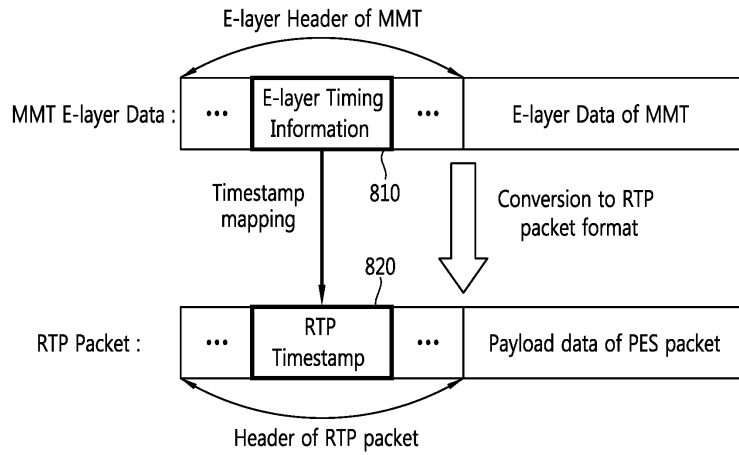 E-layer Header of MMT
MMT E-layer Data :
...
E-layer Timing
Information
...
E-layer Data of MMT
810
Timestamp
mapping
Conversion to RTP
packet format
820
RTP Packet :
...
RTP
Timestamp
...
Payload data of PES packet
Header of RTP packet